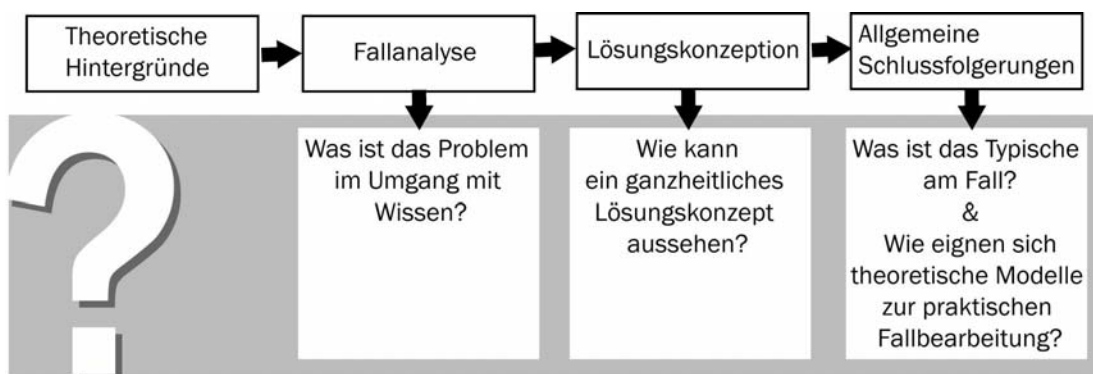 Theoretische
Hintergründe
Fallanalyse
Lösungskonzeption
Allgemeine
Schlussfolgerungen
Was ist das Problem
im Umgang mit
Wissen?
Wie kann
ein ganzheitliches
Lösungskonzept
aussehen?
Was ist das Typische
am Fall?
&
Wie eignen sich
theoretische Modelle
zur praktischen
Fallbearbeitung?
?